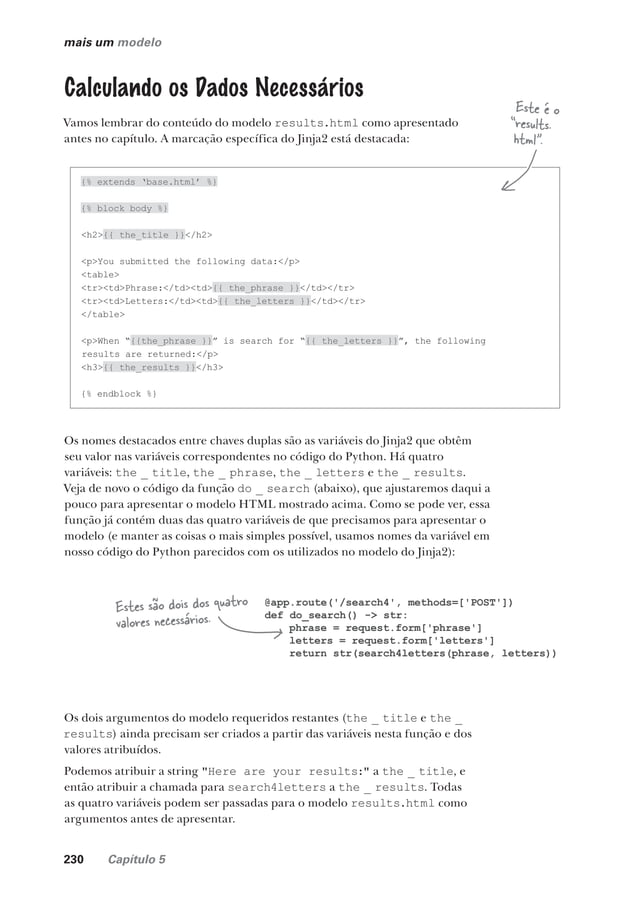 mais um modelo
Calculando os Dados Necessários
Este é o
“results.
html”.
Vamos lembrar do conteúdo do modelo results.html como apresentado
antes no capítulo. A marcação específica do Jinja2 está destacada:
{% extends ‘base.html’ %}
{% block body %}
<h2>{{ the_title }}</h2>
<p>You submitted the following data:</p>
<table>
<tr><td>Phrase:</td><td>{{ the_phrase }}</td></tr>
<tr><td>Letters:</td><td>{{ the_letters }}</td></tr>
</table>
<p>When “{{the_phrase }}” is search for “{{ the_letters }}”, the following
results are returned:</p>
<h3>{{ the_results }}</h3>
{% endblock %}
Os nomes destacados entre chaves duplas são as variáveis do Jinja2 que obtêm
seu valor nas variáveis correspondentes no código do Python. Há quatro
variáveis: the _ title, the _ phrase, the _ letters e the _ results.
Veja de novo o código da função do _ search (abaixo), que ajustaremos daqui a
pouco para apresentar o modelo HTML mostrado acima. Como se pode ver, essa
função já contém duas das quatro variáveis de que precisamos para apresentar o
modelo (e manter as coisas o mais simples possível, usamos nomes da variável em
nosso código do Python parecidos com os utilizados no modelo do Jinja2):
Estes são dois dos quatro
valores necessários.
@app.route('/search4', methods=['POST'])
def do_search() -> str:
phrase = request.form['phrase']
letters = request.form['letters']
return str(search4letters(phrase, letters))
Os dois argumentos do modelo requeridos restantes (the _ title e the _
results) ainda precisam ser criados a partir das variáveis nesta função e dos
valores atribuídos.
Podemos atribuir a string "Here are your results:" a the _ title, e
então atribuir a chamada para search4letters a the _ results. Todas
as quatro variáveis podem ser passadas para o modelo results.html como
argumentos antes de apresentar.
230 Capítulo 5